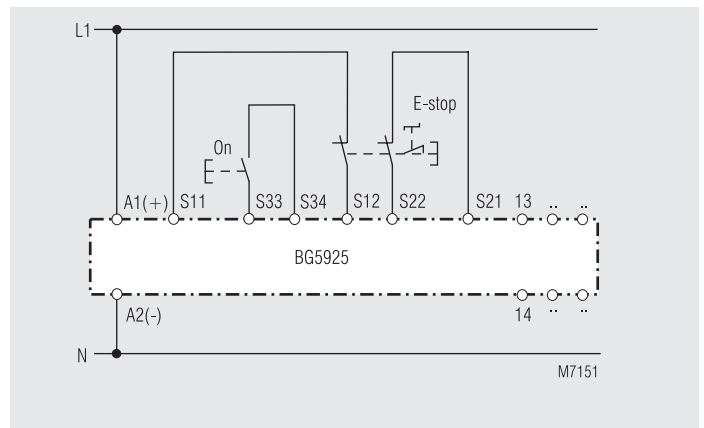 L1
E-stop
On
A1(+) S11 S33 S34 S12 S22 S21 13 .. ..
BG5925
A2(-) 14 .. ..
N
M7151